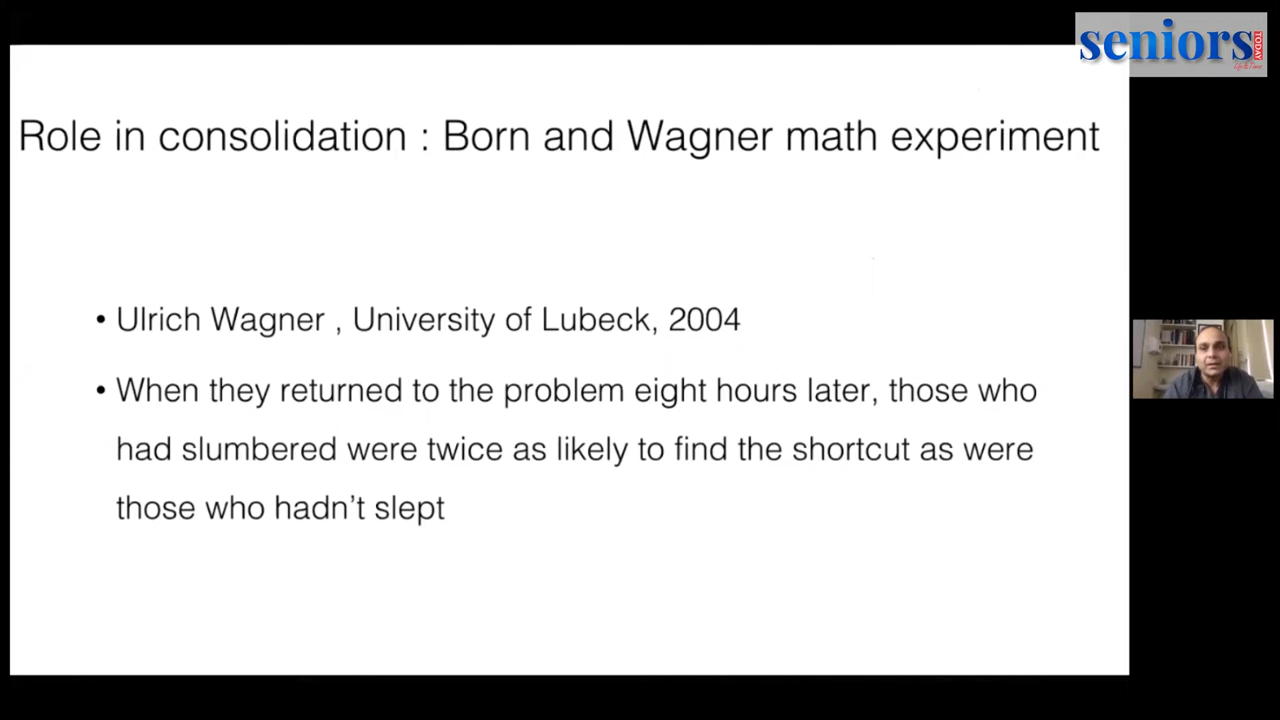 seniors
TODAY
Role in consolidation : Born and Wagner math experiment
• Ulrich Wagner , University of Lubeck, 2004
• When they returned to the problem eight hours later, those who
had slumbered were twice as likely to find the shortcut as were
those who hadn’t slept